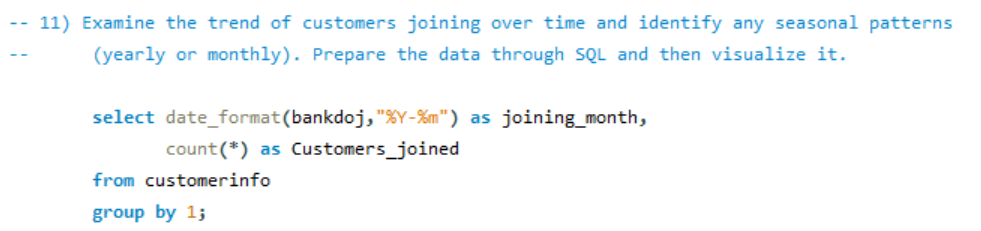 -- 11) Examine the trend of customers joining over time and identify any seasonal patterns
-- (yearly or monthly). Prepare the data through SQL and then visualize it.
select date_format(bankdoj,"%Y-%m") as joining_month,
count(*) as Customers_joined
from customerinfo
group by 1;